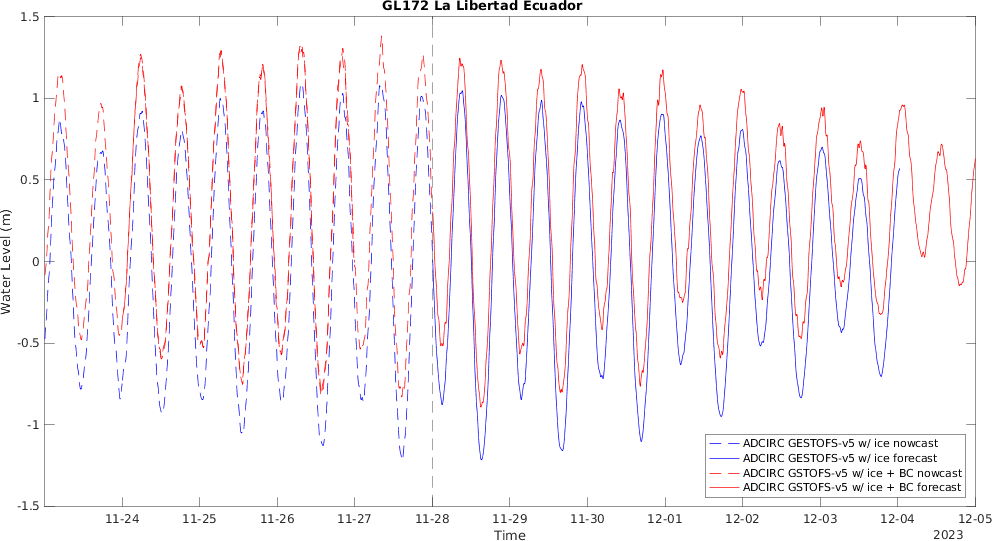 GL172 La Libertad Ecuador
1.5
1
0.5
0
-0.5
-1
-1.5
Water Level (m)
11-24 11-25 11-26 11-27 11-28 11-29 11-30 12-01 12-02 12-03 12-04 12-05
Time
2023
ADCIRC GESTOFS-v5 w/ ice nowcast
ADCIRC GESTOFS-v5 w/ ice forecast
ADCIRC GSTOFS-v5 w/ ice + BC nowcast
ADCIRC GSTOFS-v5 w/ ice + BC forecast